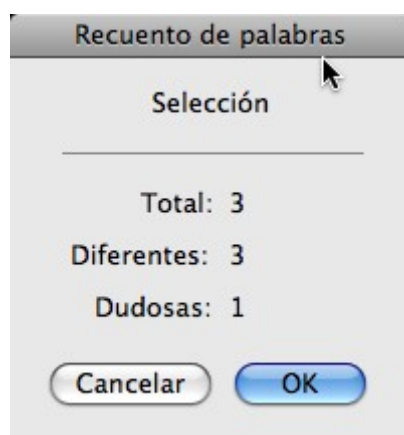 Recuento de palabras
Selección
Total: 3
Diferentes: 3
Dudosas: 1
Cancelar OK